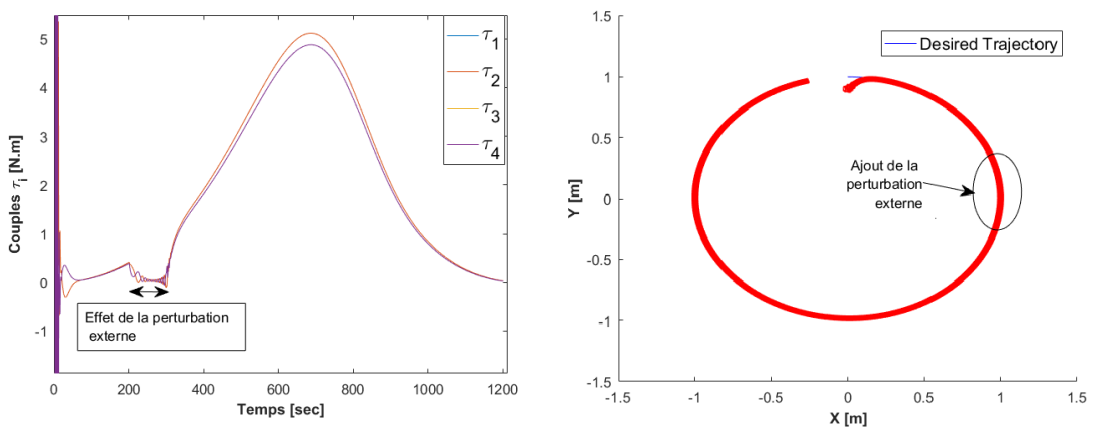 5
4
3
2
1
0
-1
Couples τi [N.m]
τ1
τ2
τ3
τ4
Effet de la perturbation
externe
0
200
400
600
800
1000
1200
Temps [sec]
1.5
1
0.5
0
-0.5
-1
-1.5
Y [m]
Desired Trajectory
Ajout de la
perturbation
externe
-1.5
-1
-0.5
0
0.5
1
1.5
X [m]